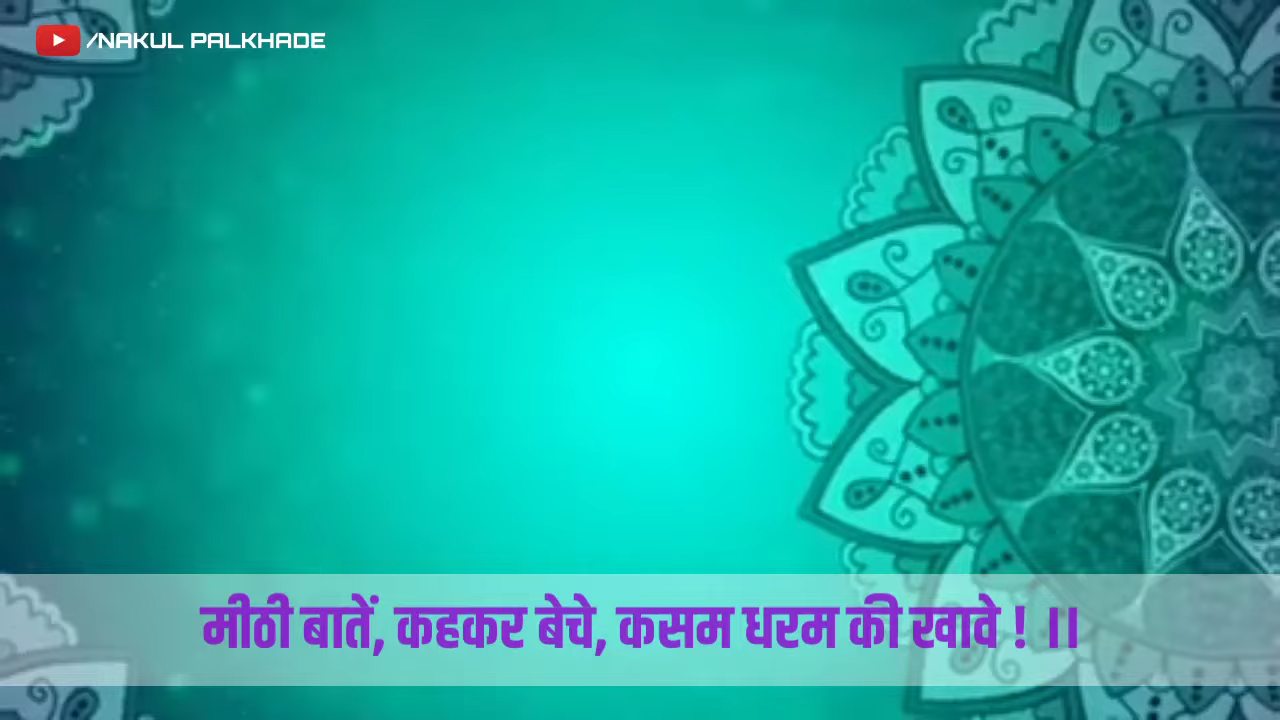 /NAKUL PALKHADE
मीठी बातें, कहकर बेचे, कसम धरम की खावे ! ।।